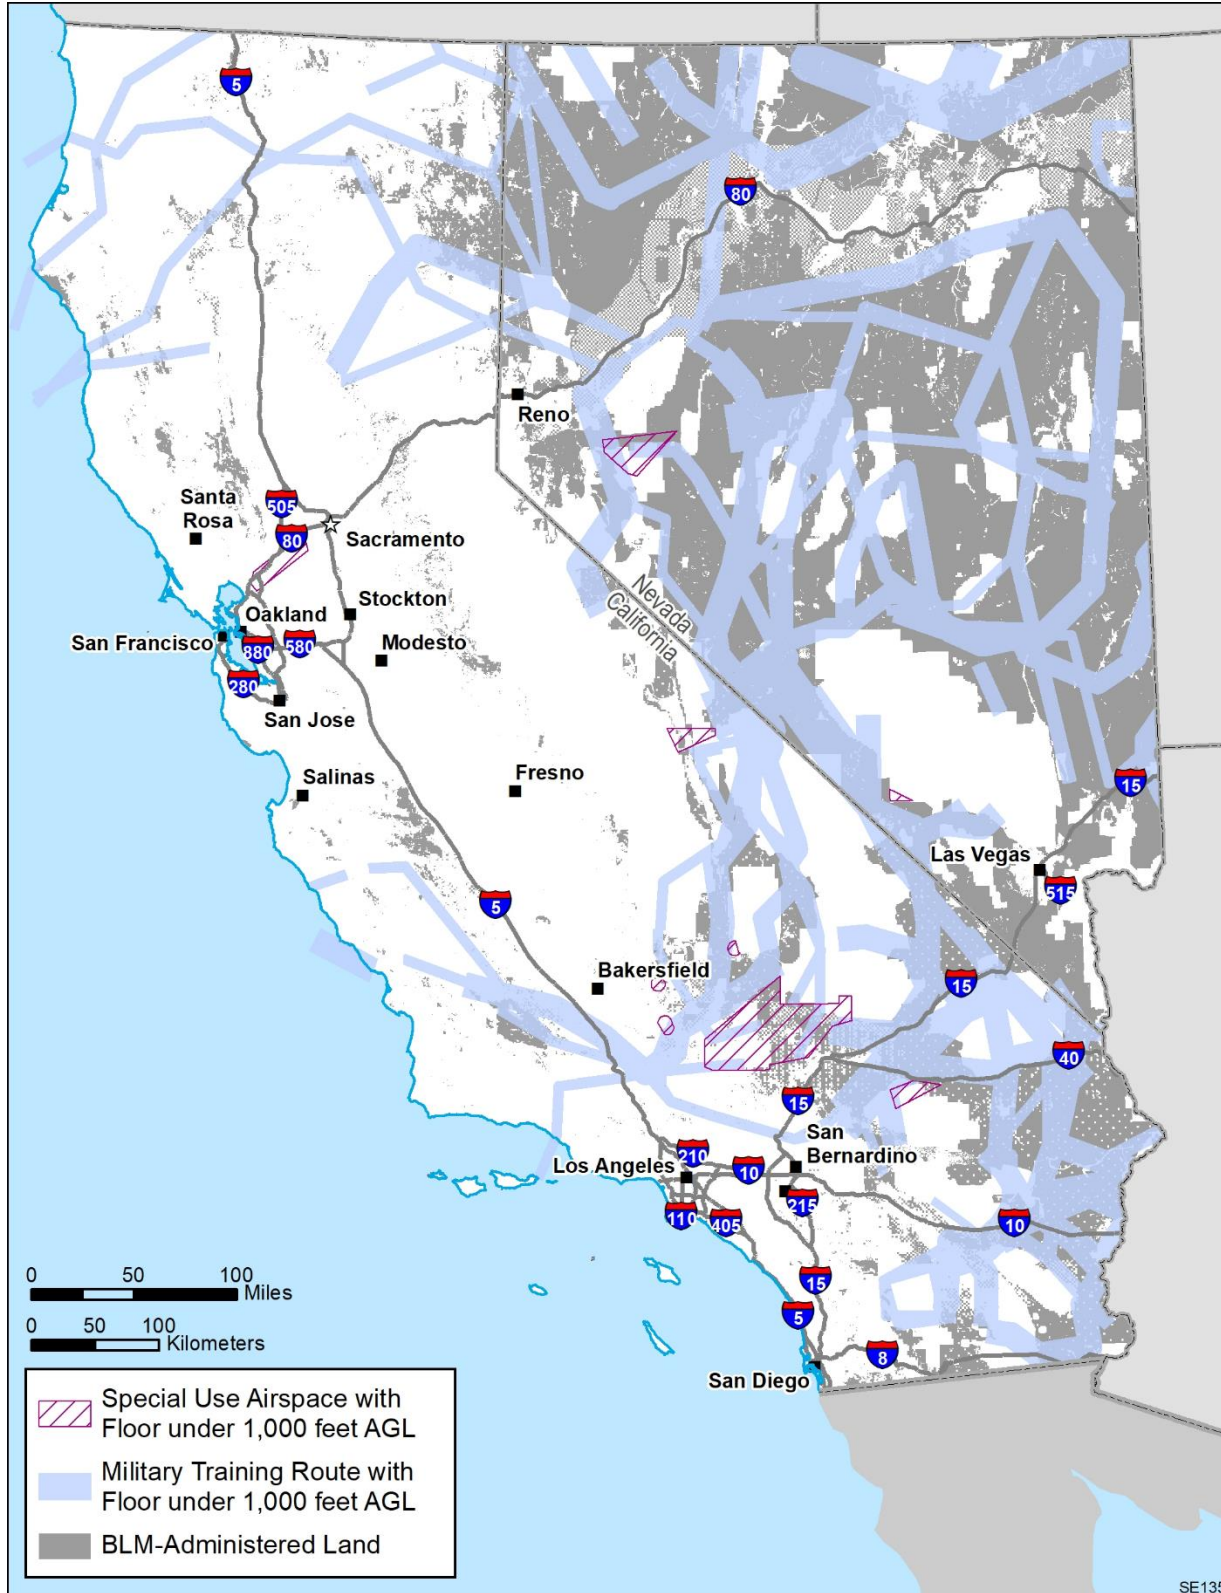 5
80
Reno
Santa
Rosa
505
80
Sacramento
Nevada
California
Oakland
Stockton
San Francisco
880
580
Modesto
280
San Jose
Salinas
Fresno
15
Las Vegas
515
5
Bakersfield
15
40
15
San
Bernardino
210
Los Angeles
10
215
110
405
10
15
5
8
San Diego
0 50 100
Miles
0 50 100
Kilometers
Special Use Airspace with
Floor under 1,000 feet AGL
Military Training Route with
Floor under 1,000 feet AGL
BLM-Administered Land
SE135